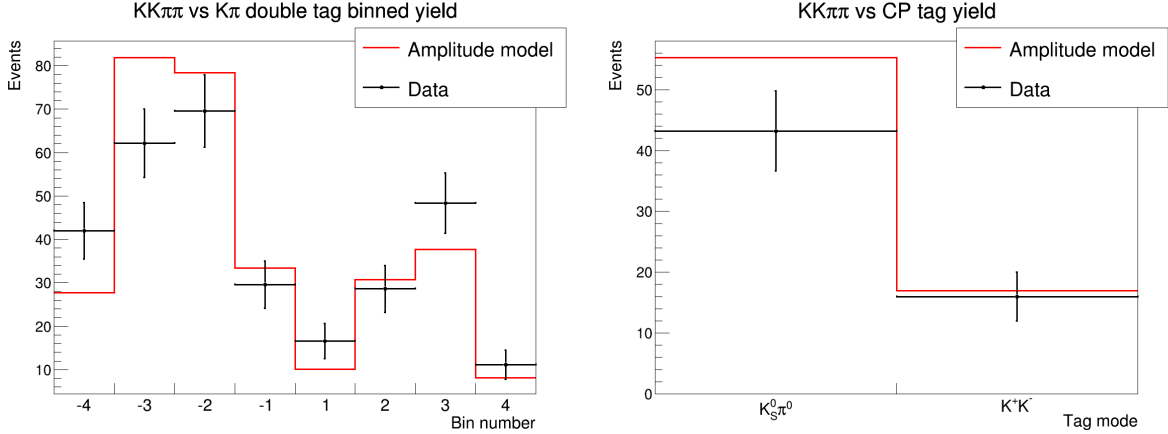 KKππ vs Kπ double tag binned yield
Events
Amplitude model
Data
80
70
60
50
40
30
20
10
-4 -3 -2 -1 1 2 3 4
Bin number
KKππ vs CP tag yield
Events
Amplitude model
Data
50
40
30
20
10
0
K⁰_Sπ⁰ K⁺K⁻
Tag mode